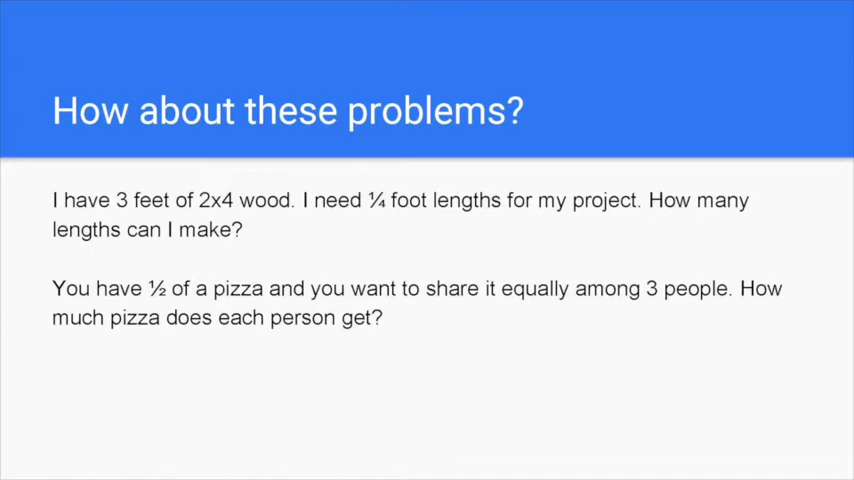 How about these problems?
I have 3 feet of 2x4 wood. I need ¼ foot lengths for my project. How many
lengths can I make?
You have ½ of a pizza and you want to share it equally among 3 people. How
much pizza does each person get?